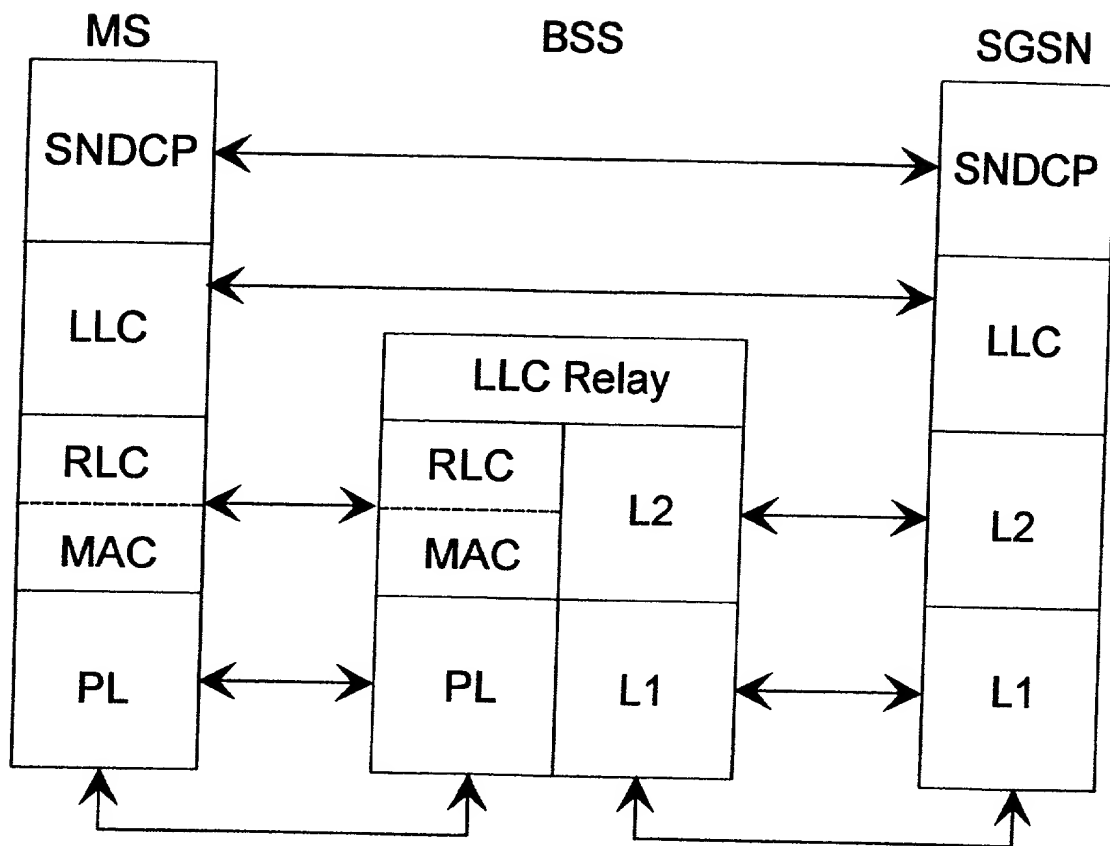 MS
BSS
SGSN
SNDCP
SNDCP
LLC
LLC
LLC Relay
RLC
RLC
L2
L2
MAC
MAC
PL
PL
L1
L1